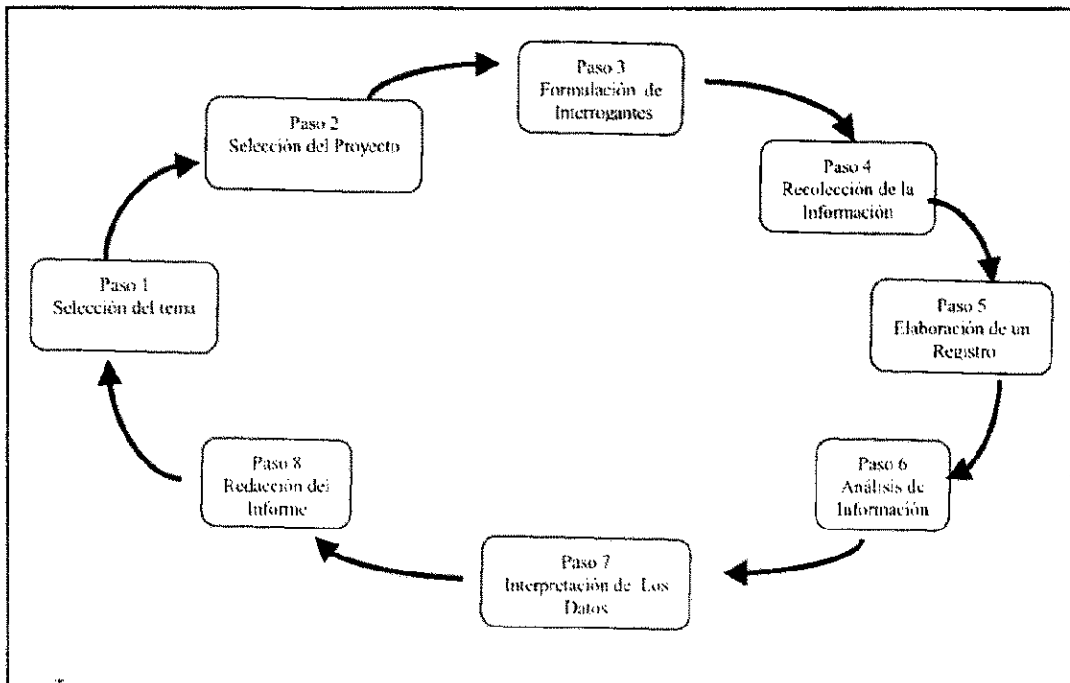 Paso 1
Selección del tema
Paso 2
Selección del Proyecto
Paso 3
Formulación de
Interrogantes
Paso 4
Recolección de la
Información
Paso 5
Elaboración de un
Registro
Paso 6
Análisis de
Información
Paso 7
Interpretación de Los
Datos
Paso 8
Redacción del
Informe